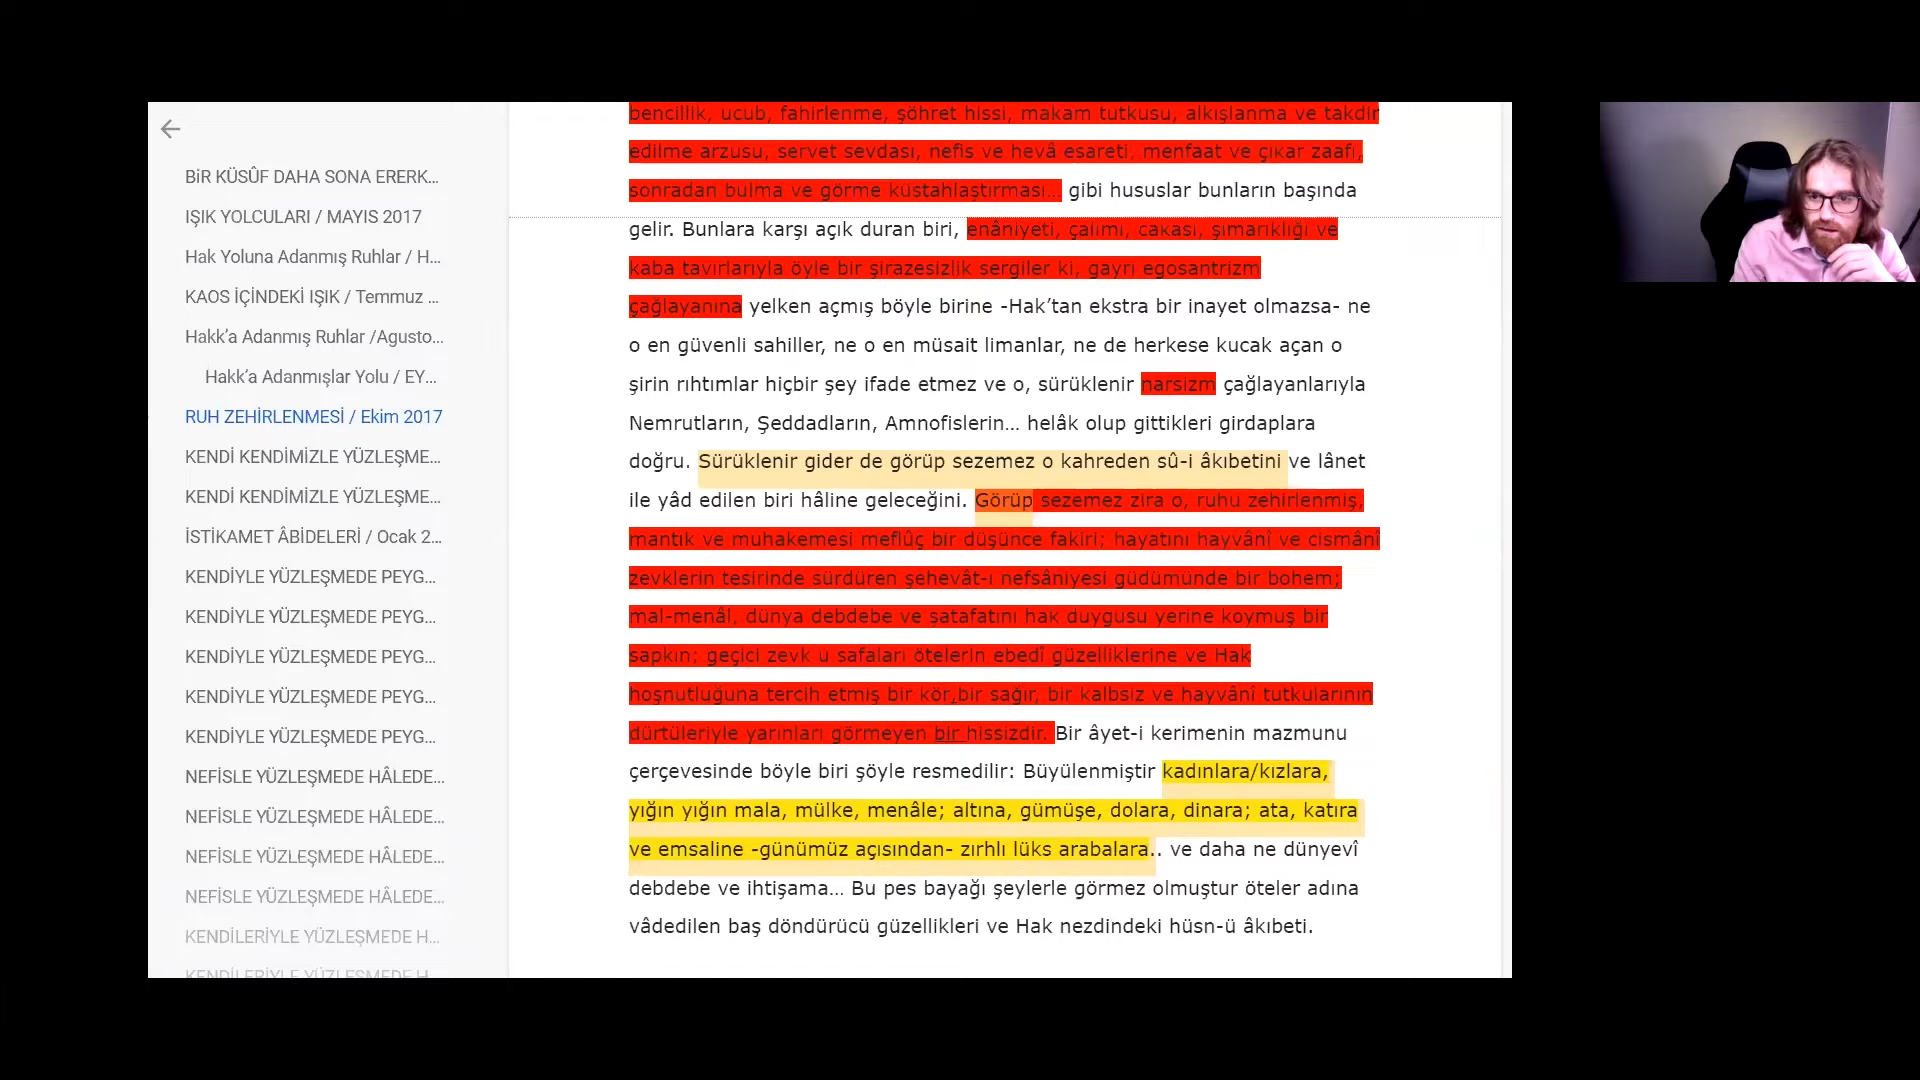 BiR KÜSÛF DAHA SONA ERERK...
IŞIK YOLCULARI / MAYIS 2017
Hak Yoluna Adanmış Ruhlar / H...
KAOS İÇİNDEKİ IŞIK / Temmuz ...
Hakk’a Adanmış Ruhlar /Agusto...
Hakk’a Adanmışlar Yolu / EY...
RUH ZEHİRLENMESİ / Ekim 2017
KENDİ KENDİMİZLE YÜZLEŞME...
KENDİ KENDİMİZLE YÜZLEŞME...
İSTİKAMET ÂBİDELERİ / Ocak 2...
KENDİYLE YÜZLEŞMEDE PEYG...
KENDİYLE YÜZLEŞMEDE PEYG...
KENDİYLE YÜZLEŞMEDE PEYG...
KENDİYLE YÜZLEŞMEDE PEYG...
KENDİYLE YÜZLEŞMEDE PEYG...
NEFİSLE YÜZLEŞMEDE HÂLEDE...
NEFİSLE YÜZLEŞMEDE HÂLEDE...
NEFİSLE YÜZLEŞMEDE HÂLEDE...
NEFİSLE YÜZLEŞMEDE HÂLEDE...
KENDİLERİYLE YÜZLEŞMEDE H...
KENDİLERİYLE YÜZLEŞMEDE H...
bencillik, ucub, fahirlenme, şöhret hissi, makam tutkusu, alkışlanma ve takdir
edilme arzusu, servet sevdası, nefis ve hevâ esareti, menfaat ve çıkar zaafı,
sonradan bulma ve görme küstahlaştırması... gibi hususlar bunların başında
gelir. Bunlara karşı açık duran biri, enâniyeti, çalımı, cakası, şımarıklığı ve
kaba tavırlarıyla öyle bir şirazesizlik sergiler ki, gayrı egosantrizm
çağlayanına yelken açmış böyle birine -Hak’tan ekstra bir inayet olmazsa- ne
o en güvenli sahiller, ne o en müsait limanlar, ne de herkese kucak açan o
şirin rıhtımlar hiçbir şey ifade etmez ve o, sürüklenir narsizm çağlayanlarıyla
Nemrutların, Şeddadların, Amnofislerin... helâk olup gittikleri girdaplara
doğru. Sürüklenir gider de görüp sezemez o kahreden sû-i âkıbetini ve lânet
ile yâd edilen biri hâline geleceğini. Görüp sezemez zira o, ruhu zehirlenmiş,
mantık ve muhakemesi meflûç bir düşünce fakiri; hayatını hayvânî ve cismânî
zevklerin tesirinde sürdüren şehevât-ı nefsâniyesi güdümünde bir bohem;
mal-menâl, dünya debdebe ve şatafatını hak duygusu yerine koymuş bir
sapkın; geçici zevk u safaları ötelerin ebedî güzelliklerine ve Hak
hoşnutluğuna tercih etmiş bir kör,bir sağır, bir kalbsiz ve hayvânî tutkularının
dürtüleriyle yarınları görmeyen bir hissizdir. Bir âyet-i kerimenin mazmunu
çerçevesinde böyle biri şöyle resmedilir: Büyülenmiştir kadınlara/kızlara,
yığın yığın mala, mülke, menâle; altına, gümüşe, dolara, dinara; ata, katıra
ve emsaline -günümüz açısından- zırhlı lüks arabalara.. ve daha ne dünyevî
debdebe ve ihtişama... Bu pes bayağı şeylerle görmez olmuştur öteler adına
vâdedilen baş döndürücü güzellikleri ve Hak nezdindeki hüsn-ü âkıbeti.